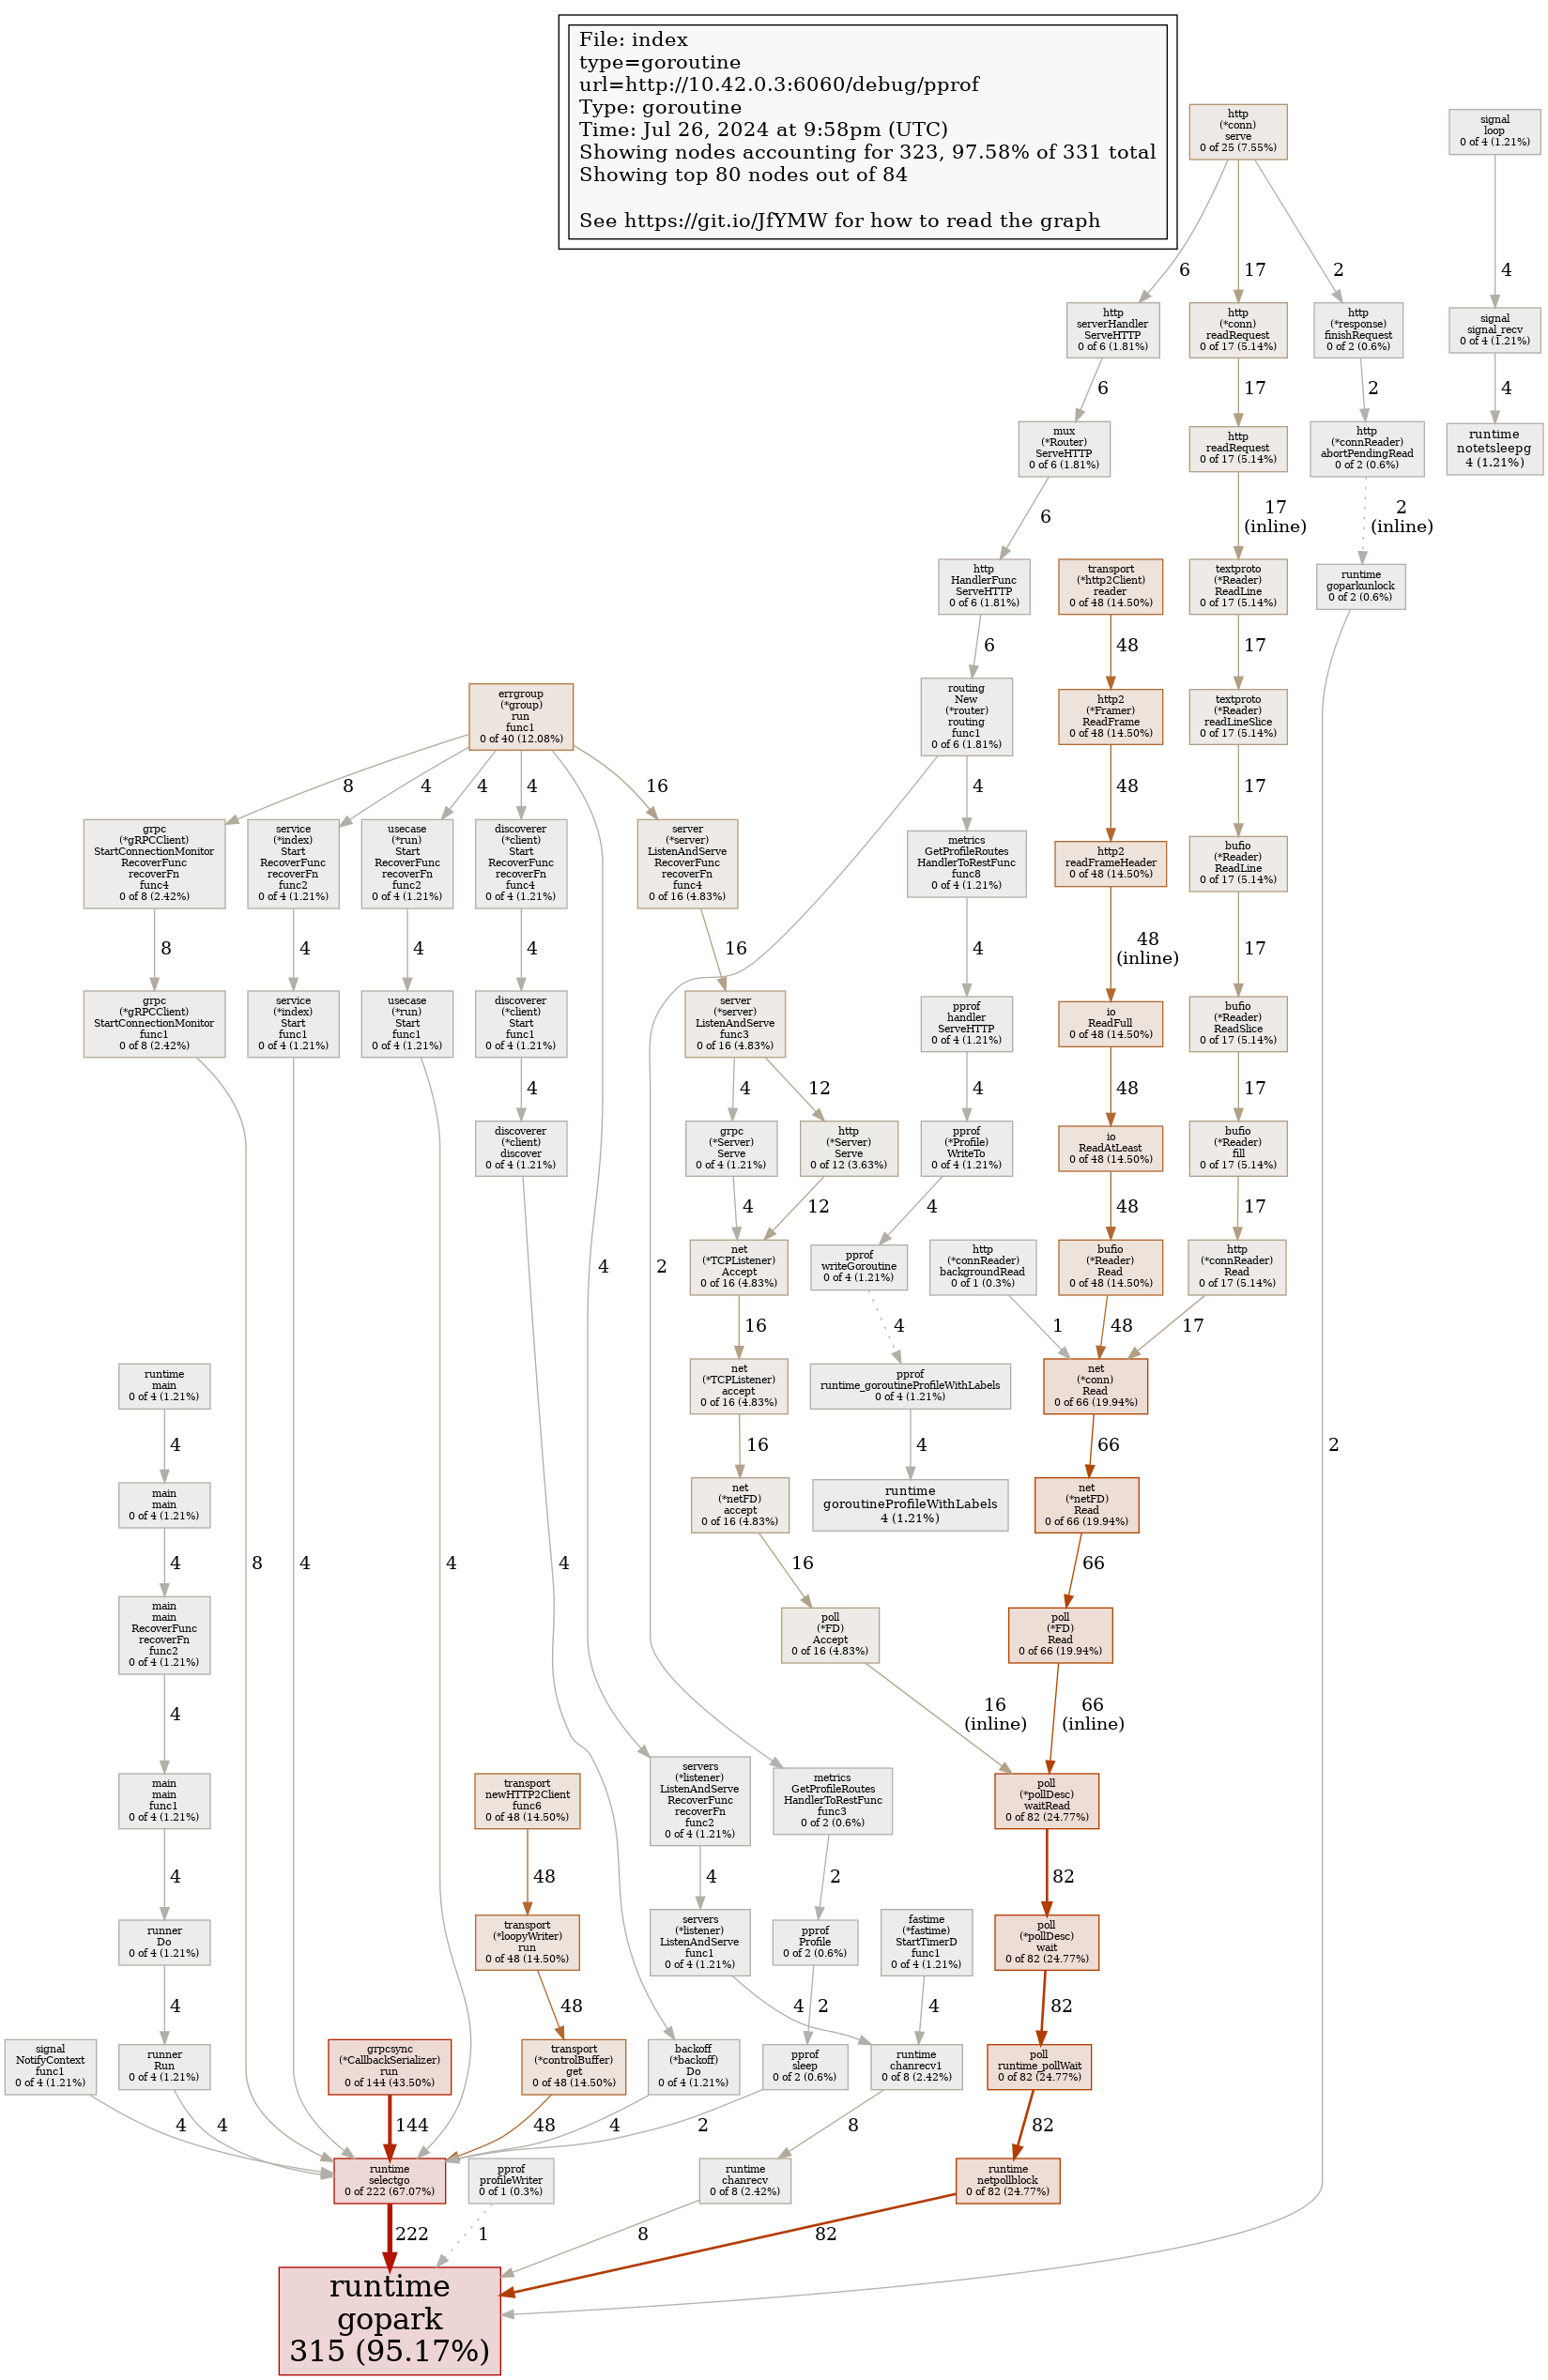 File: index
type=goroutine
url=http://10.42.0.3:6060/debug/pprof
Type: goroutine
Time: Jul 26, 2024 at 9:58pm (UTC)
Showing nodes accounting for 323, 97.58% of 331 total
Showing top 80 nodes out of 84
See https://git.io/JfYMW for how to read the graph
http
(*conn)
serve
0 of 25 (7.55%)
signal
loop
0 of 4 (1.21%)
6
17
2
4
http
serverHandler
ServeHTTP
0 of 6 (1.81%)
http
(*conn)
readRequest
0 of 17 (5.14%)
http
(*response)
finishRequest
0 of 2 (0.6%)
signal
signal_recv
0 of 4 (1.21%)
6
17
2
4
mux
(*Router)
ServeHTTP
0 of 6 (1.81%)
http
readRequest
0 of 17 (5.14%)
http
(*connReader)
abortPendingRead
0 of 2 (0.6%)
runtime
notetsleepg
4 (1.21%)
6
17
(inline)
2
(inline)
http
HandlerFunc
ServeHTTP
0 of 6 (1.81%)
transport
(*http2Client)
reader
0 of 48 (14.50%)
textproto
(*Reader)
ReadLine
0 of 17 (5.14%)
runtime
goparkunlock
0 of 2 (0.6%)
6
48
17
errgroup
(*group)
run
func1
0 of 40 (12.08%)
routing
New
(*router)
routing
func1
0 of 6 (1.81%)
http2
(*Framer)
ReadFrame
0 of 48 (14.50%)
textproto
(*Reader)
readLineSlice
0 of 17 (5.14%)
8
4
4
4
16
4
48
17
grpc
(*gRPCClient)
StartConnectionMonitor
RecoverFunc
recoverFn
func4
0 of 8 (2.42%)
service
(*index)
Start
RecoverFunc
recoverFn
func2
0 of 4 (1.21%)
usecase
(*run)
Start
RecoverFunc
recoverFn
func2
0 of 4 (1.21%)
discoverer
(*client)
Start
RecoverFunc
recoverFn
func4
0 of 4 (1.21%)
server
(*server)
ListenAndServe
RecoverFunc
recoverFn
func4
0 of 16 (4.83%)
metrics
GetProfileRoutes
HandlerToRestFunc
func8
0 of 4 (1.21%)
http2
readFrameHeader
0 of 48 (14.50%)
bufio
(*Reader)
ReadLine
0 of 17 (5.14%)
8
4
4
4
16
4
48
(inline)
17
grpc
(*gRPCClient)
StartConnectionMonitor
func1
0 of 8 (2.42%)
service
(*index)
Start
func1
0 of 4 (1.21%)
usecase
(*run)
Start
func1
0 of 4 (1.21%)
discoverer
(*client)
Start
func1
0 of 4 (1.21%)
server
(*server)
ListenAndServe
func3
0 of 16 (4.83%)
pprof
handler
ServeHTTP
0 of 4 (1.21%)
io
ReadFull
0 of 48 (14.50%)
bufio
(*Reader)
ReadSlice
0 of 17 (5.14%)
4
4
12
4
48
17
discoverer
(*client)
discover
0 of 4 (1.21%)
grpc
(*Server)
Serve
0 of 4 (1.21%)
http
(*Server)
Serve
0 of 12 (3.63%)
pprof
(*Profile)
WriteTo
0 of 4 (1.21%)
io
ReadAtLeast
0 of 48 (14.50%)
bufio
(*Reader)
fill
0 of 17 (5.14%)
4
12
4
48
17
4
2
net
(*TCPListener)
Accept
0 of 16 (4.83%)
pprof
writeGoroutine
0 of 4 (1.21%)
http
(*connReader)
backgroundRead
0 of 1 (0.3%)
bufio
(*Reader)
Read
0 of 48 (14.50%)
http
(*connReader)
Read
0 of 17 (5.14%)
16
4
1
48
17
runtime
main
0 of 4 (1.21%)
net
(*TCPListener)
accept
0 of 16 (4.83%)
pprof
runtime_goroutineProfileWithLabels
0 of 4 (1.21%)
net
(*conn)
Read
0 of 66 (19.94%)
4
16
4
66
2
main
main
0 of 4 (1.21%)
net
(*netFD)
accept
0 of 16 (4.83%)
runtime
goroutineProfileWithLabels
4 (1.21%)
net
(*netFD)
Read
0 of 66 (19.94%)
4
8
4
4
4
16
66
main
main
RecoverFunc
recoverFn
func2
0 of 4 (1.21%)
poll
(*FD)
Accept
0 of 16 (4.83%)
poll
(*FD)
Read
0 of 66 (19.94%)
4
16
(inline)
66
(inline)
main
main
func1
0 of 4 (1.21%)
transport
newHTTP2Client
func6
0 of 48 (14.50%)
servers
(*listener)
ListenAndServe
RecoverFunc
recoverFn
func2
0 of 4 (1.21%)
metrics
GetProfileRoutes
HandlerToRestFunc
func3
0 of 2 (0.6%)
poll
(*pollDesc)
waitRead
0 of 82 (24.77%)
4
48
4
2
82
runner
Do
0 of 4 (1.21%)
transport
(*loopyWriter)
run
0 of 48 (14.50%)
servers
(*listener)
ListenAndServe
func1
0 of 4 (1.21%)
pprof
Profile
0 of 2 (0.6%)
fastime
(*fastime)
StartTimerD
func1
0 of 4 (1.21%)
poll
(*pollDesc)
wait
0 of 82 (24.77%)
4
48
4
2
4
82
signal
NotifyContext
func1
0 of 4 (1.21%)
runner
Run
0 of 4 (1.21%)
grpcsync
(*CallbackSerializer)
run
0 of 144 (43.50%)
transport
(*controlBuffer)
get
0 of 48 (14.50%)
backoff
(*backoff)
Do
0 of 4 (1.21%)
pprof
sleep
0 of 2 (0.6%)
runtime
chanrecv1
0 of 8 (2.42%)
poll
runtime_pollWait
0 of 82 (24.77%)
4
4
144
48
4
2
8
82
runtime
selectgo
0 of 222 (67.07%)
pprof
profileWriter
0 of 1 (0.3%)
runtime
chanrecv
0 of 8 (2.42%)
runtime
netpollblock
0 of 82 (24.77%)
222
1
8
82
runtime
gopark
315 (95.17%)